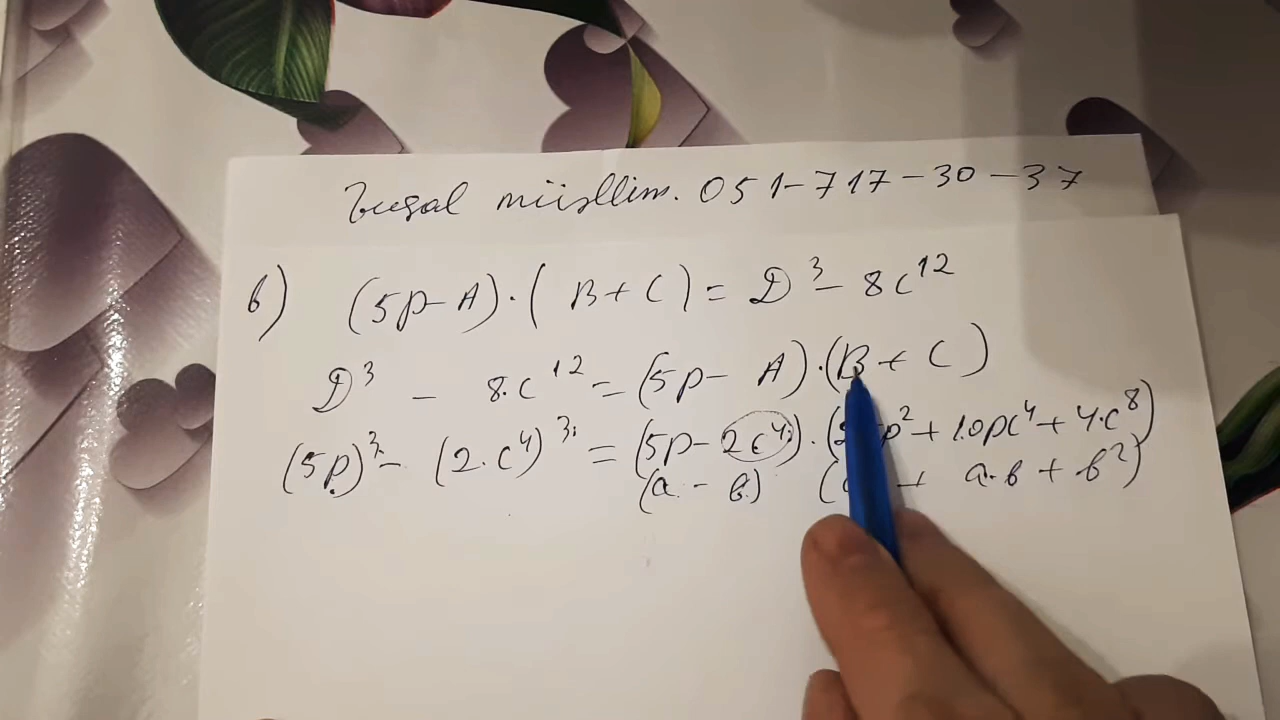 müəllim. 051-717-30-37
b) (5p-A)·(B+C)=D³-8c¹²
D³ - 8·c¹² = (5p-A)·(B+C)
(5p)³-(2·c⁴)³ = (5p-2c⁴)·(p²+10pc⁴+4·c⁸)
(a-b) ( + a·b+b²)